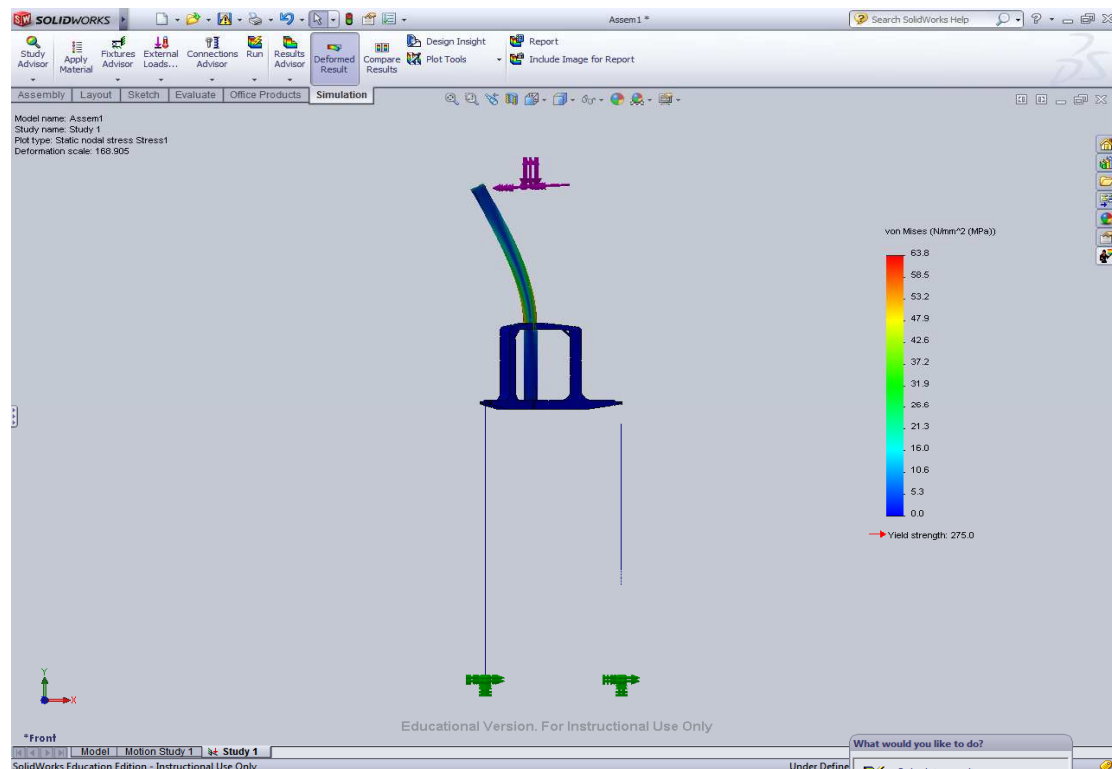 SOLIDWORKS
Assem1 *
Search SolidWorks Help
Study Advisor
Apply Material
Fixtures Advisor
External Loads...
Connections Advisor
Run
Results Advisor
Deformed Result
Compare Results
Design Insight
Plot Tools
Report
Include Image for Report
Assembly Layout Sketch Evaluate Office Products Simulation
Model name: Assem1
Study name: Study 1
Plot type: Static nodal stress Stress1
Deformation scale: 168.905
von Mises (N/mm^2 (MPa))
63.8
58.5
53.2
47.9
42.6
37.2
31.9
26.6
21.3
16.0
10.6
5.3
0.0
Yield strength: 275.0
Y
X
Educational Version. For Instructional Use Only
*Front
Model Motion Study 1 Study 1
What would you like to do?
SolidWorks Education Edition - Instructional Use Only
Under Define